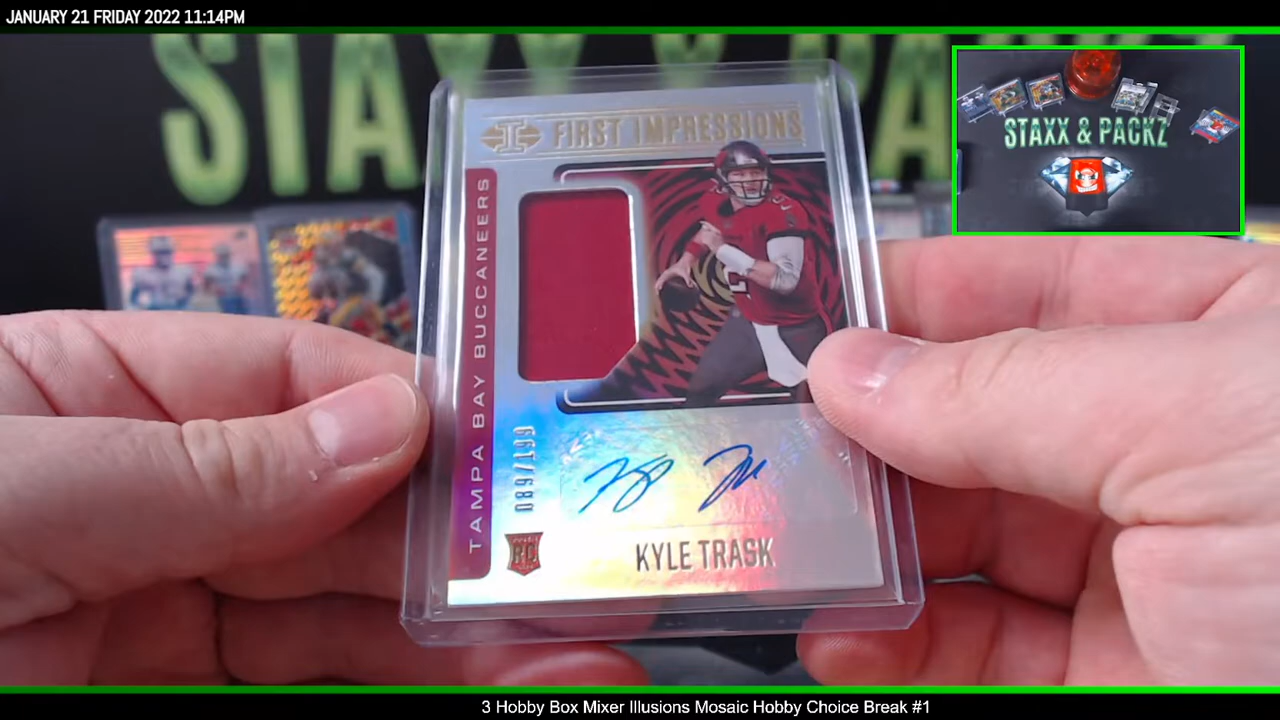 JANUARY 21 FRIDAY 2022 11:14PM
STAXX & PACKZ
FIRST IMPRESSIONS
TAMPA BAY BUCCANEERS
089/199
RC
KYLE TRASK
3 Hobby Box Mixer Illusions Mosaic Hobby Choice Break #1